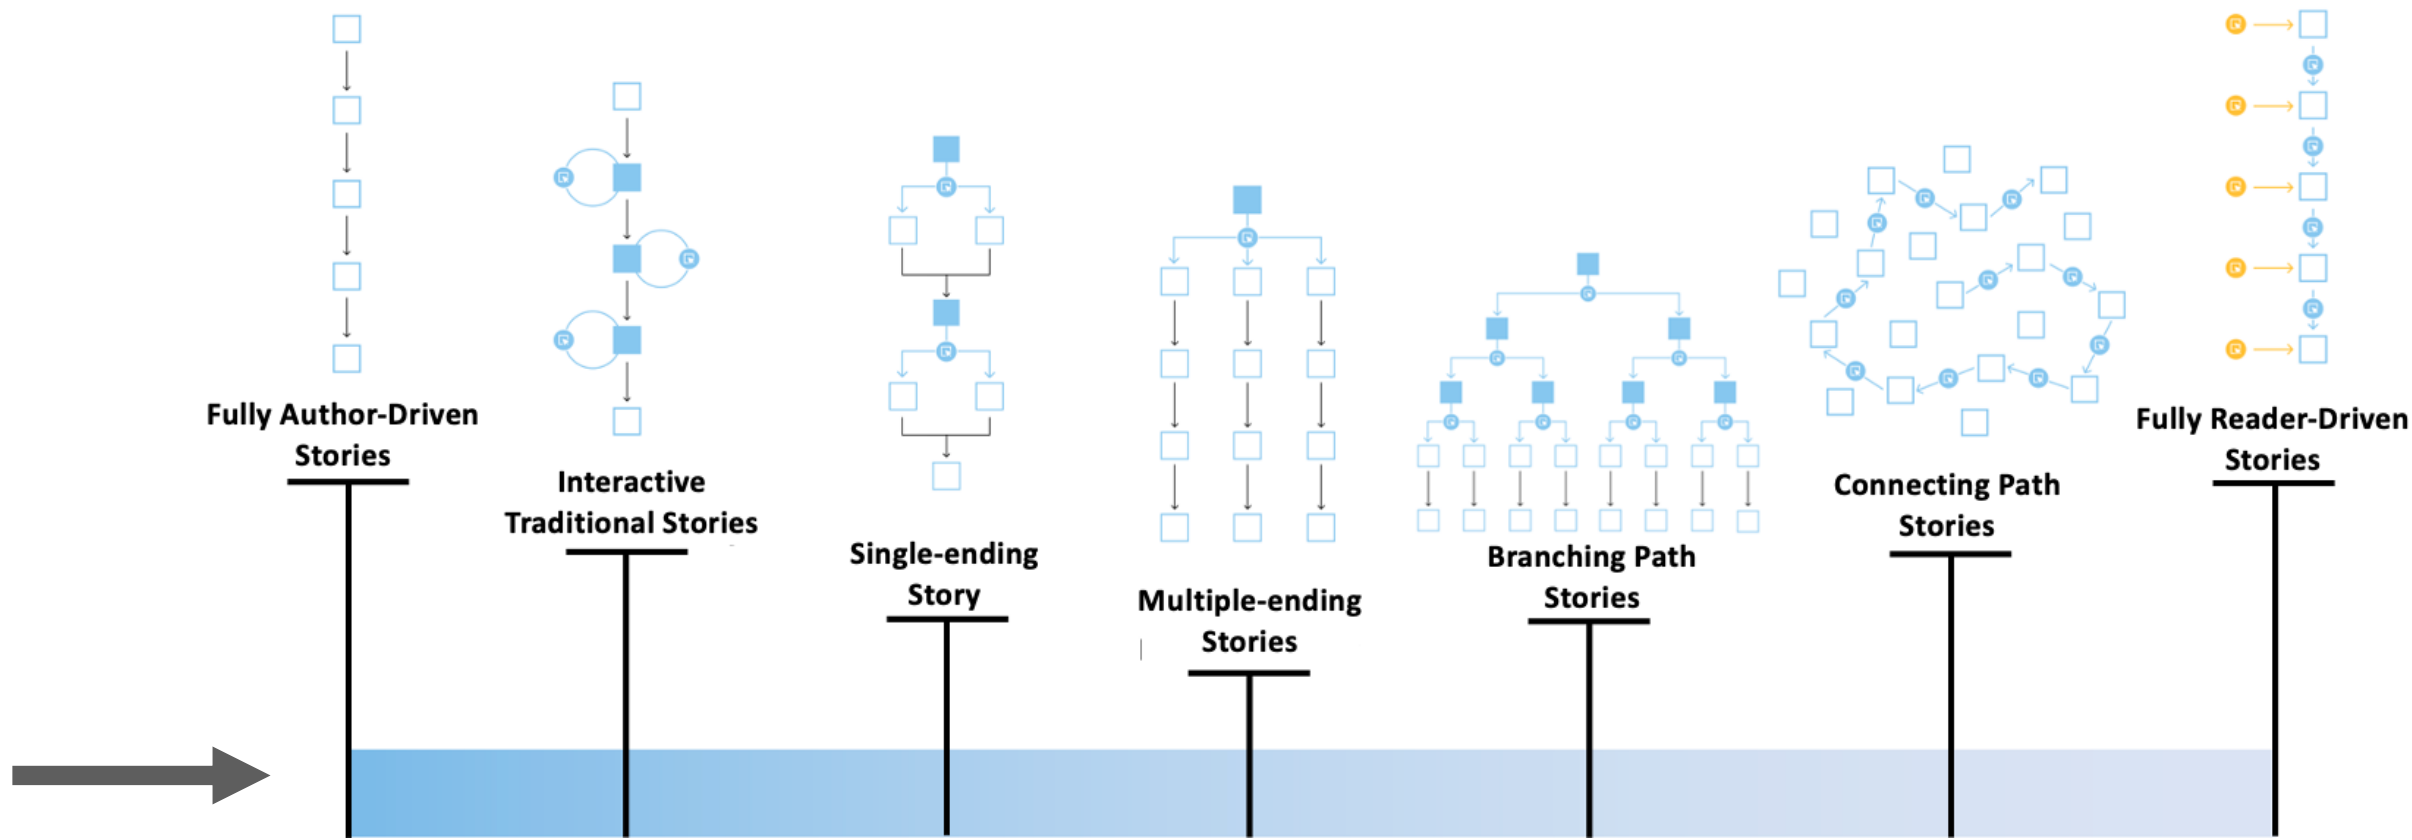 Fully Author-Driven
Stories
Interactive
Traditional Stories
Single-ending
Story
Multiple-ending
Stories
Branching Path
Stories
Connecting Path
Stories
Fully Reader-Driven
Stories